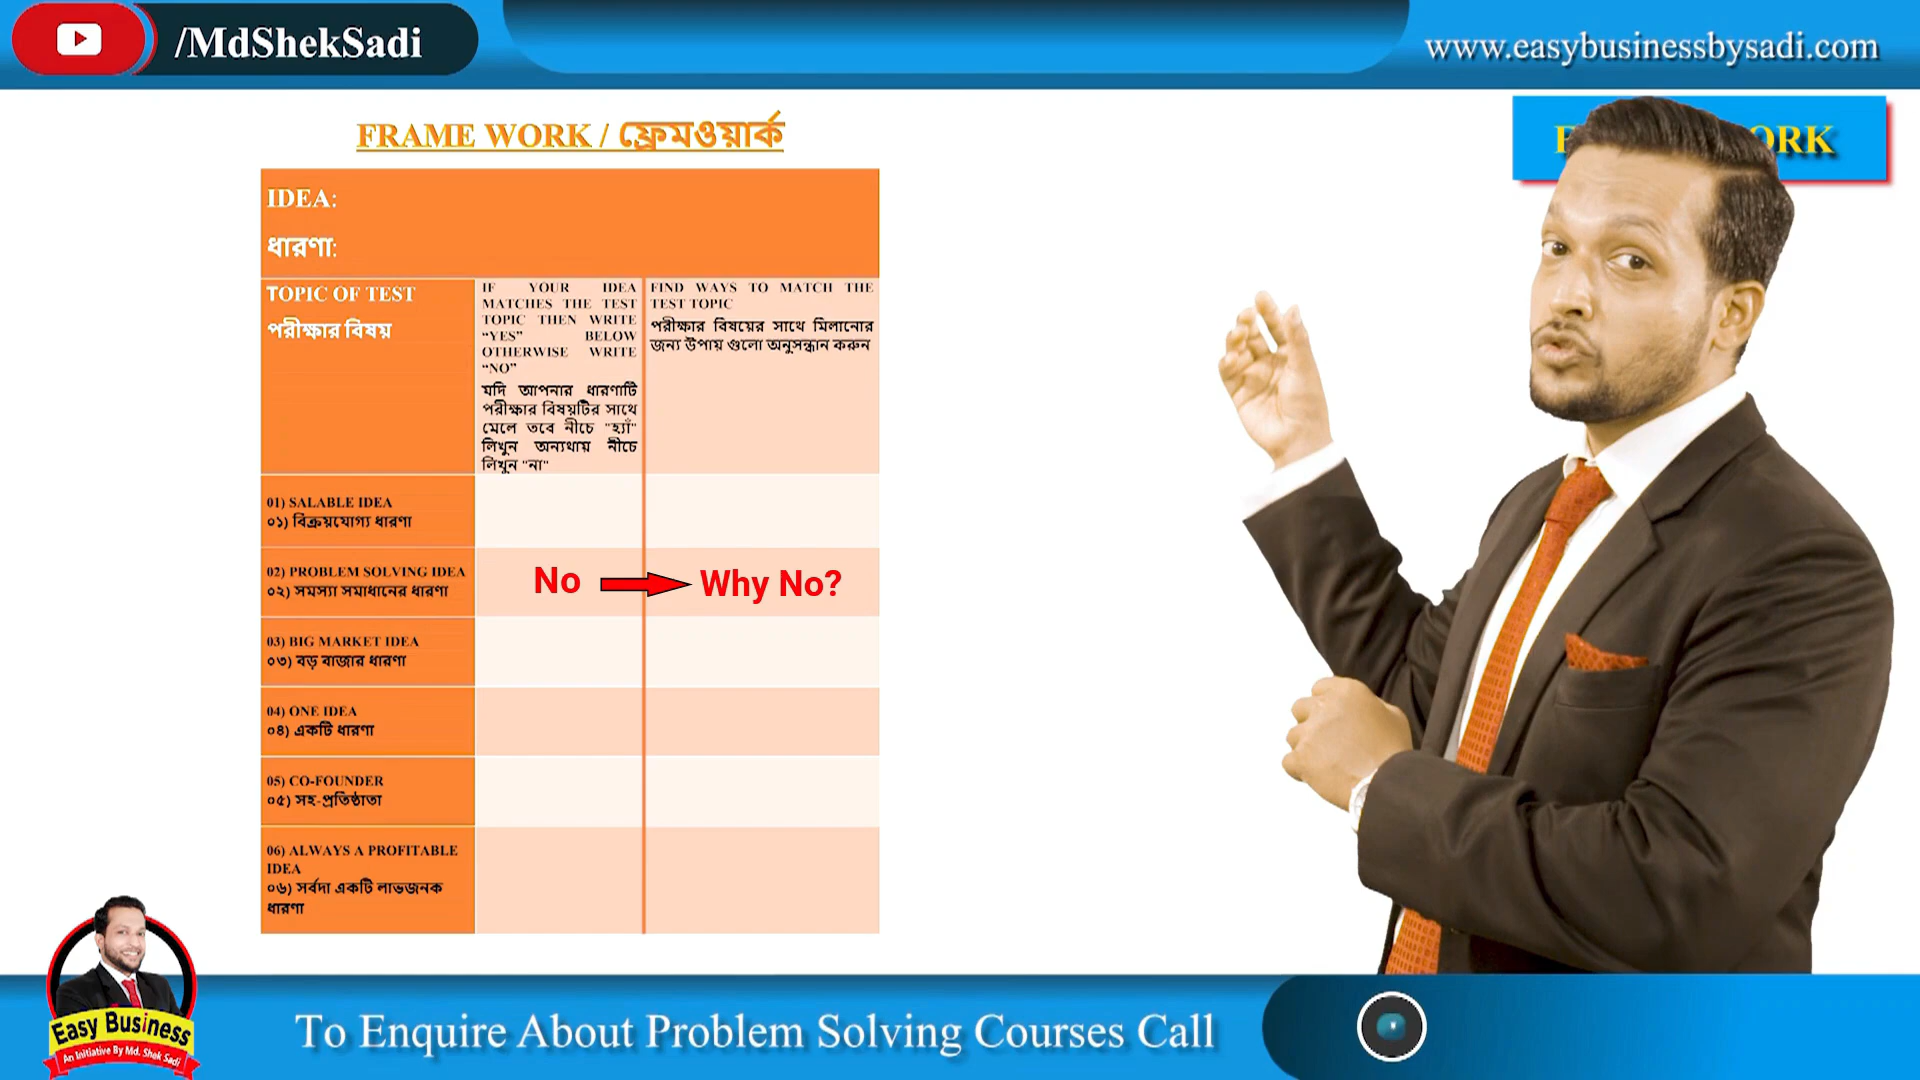 /MdShekSadi
www.easybusinessbysadi.com
FRAME WORK / ফ্রেমওয়ার্ক
ORK
IDEA:
ধারণা:
TOPIC OF TEST
পরীক্ষার বিষয়
IF YOUR IDEA
MATCHES THE TEST
TOPIC THEN WRITE
“YES” BELOW
OTHERWISE WRITE
“NO”
যদি আপনার ধারণাটি
পরীক্ষার বিষয়টির সাথে
মেলে তবে নীচে "হ্যাঁ"
লিখুন অন্যথায় নীচে
লিখুন "না"
FIND WAYS TO MATCH THE
TEST TOPIC
পরীক্ষার বিষয়ের সাথে মিলানোর
জন্য উপায় গুলো অনুসন্ধান করুন
01) SALABLE IDEA
০১) বিক্রয়যোগ্য ধারণা
02) PROBLEM SOLVING IDEA
০২) সমস্যা সমাধানের ধারণা
No
Why No?
03) BIG MARKET IDEA
০৩) বড় বাজার ধারণা
04) ONE IDEA
০৪) একটি ধারণা
05) CO-FOUNDER
০৫) সহ-প্রতিষ্ঠাতা
06) ALWAYS A PROFITABLE
IDEA
০৬) সর্বদা একটি লাভজনক
ধারণা
Easy Business
An Initiative By Md. Shek Sadi
To Enquire About Problem Solving Courses Call